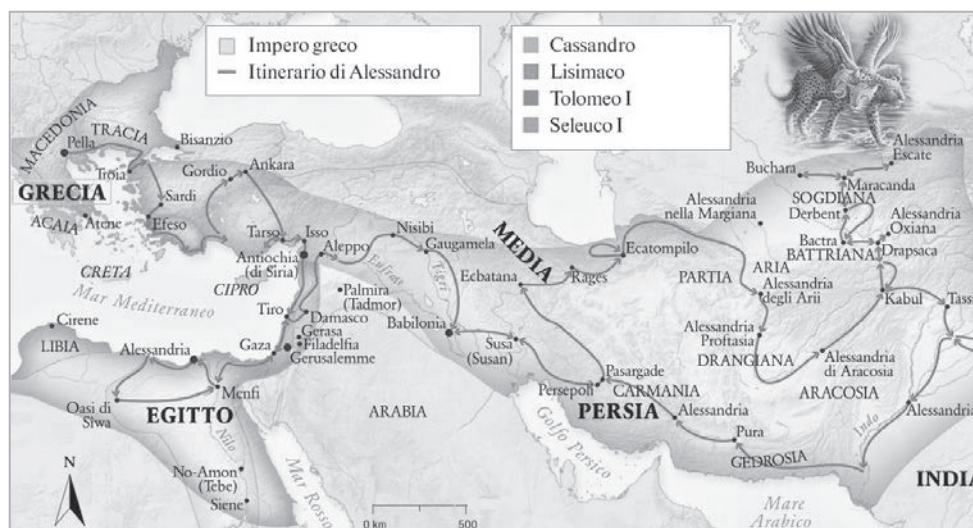 Impero greco
Itinerario di Alessandro
Cassandro
Lisimaco
Tolomeo I
Seleuco I
MACEDONIA
TRACIA
Pella
Bisanzio
Troia
GRECIA
Sardi
ACAIA
Atene
Efeso
Gordio
Ankara
CRETA
Mar Mediterraneo
Tarso
Isso
Antiochia
(di Siria)
Aleppo
CIPRO
Nisibi
Gaugamela
Eufrate
Tigri
Palmira
(Tadmor)
Tiro
Damasco
Gerasa
Filadelfia
Gerusalemme
Gaza
Babilonia
Cirene
LIBIA
Alessandria
Menfi
Oasi di
Siwa
EGITTO
Nilo
No-Amon
(Tebe)
Siene
Mar Rosso
ARABIA
N
0 km
500
MEDIA
Ecbatana
Rages
Ecatompilo
Susa
(Susan)
Persepoli
Pasargade
PERSIA
CARMANIA
Golfo Persico
Alessandria
Pura
GEDROSIA
Mare
Arabico
Buchara
Alessandria
Escate
Maracanda
SOGDIANA
Derbent
Alessandria
Oxiana
Bactra
BATTRIANA
Drapsaca
Alessandria
nella Margiana
PARTIA
ARIA
Alessandria
degli Arii
Kabul
Alessandria
Proftasia
DRANGIANA
Alessandria
di Aracosia
ARACOSIA
Indo
Alessandria